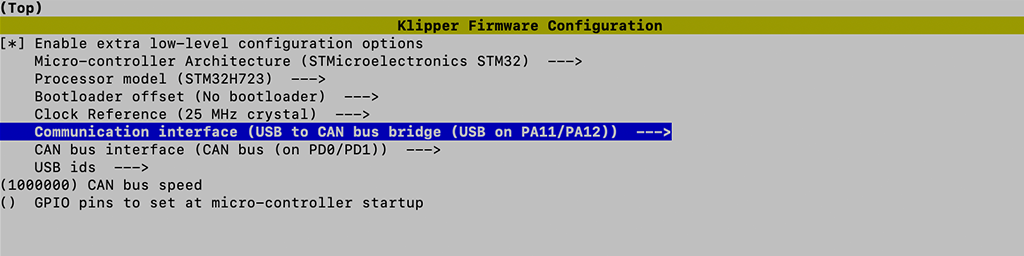 (Top)
Klipper Firmware Configuration
[*] Enable extra low-level configuration options
Micro-controller Architecture (STMicroelectronics STM32)  --->
Processor model (STM32H723)  --->
Bootloader offset (No bootloader)  --->
Clock Reference (25 MHz crystal)  --->
Communication interface (USB to CAN bus bridge (USB on PA11/PA12))  --->
CAN bus interface (CAN bus (on PD0/PD1))  --->
USB ids  --->
(1000000) CAN bus speed
()  GPIO pins to set at micro-controller startup